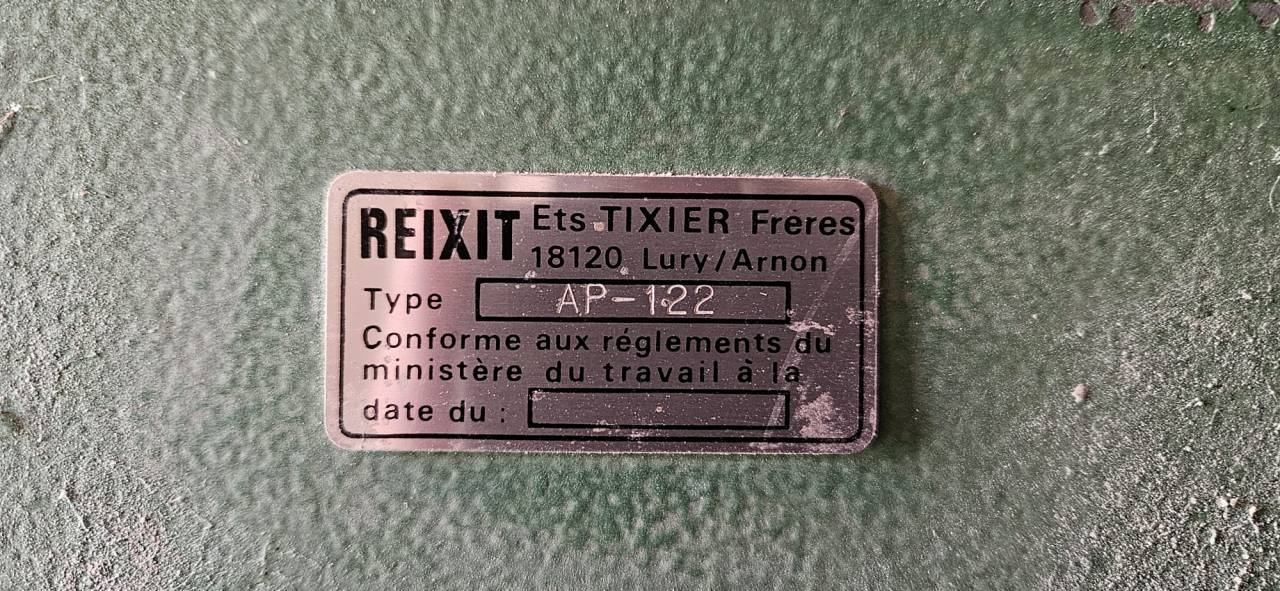 REIXIT Ets TIXIER Frères
18120 Lury/Arnon
Type AP-122
Conforme aux réglements du
ministère du travail à la
date du :